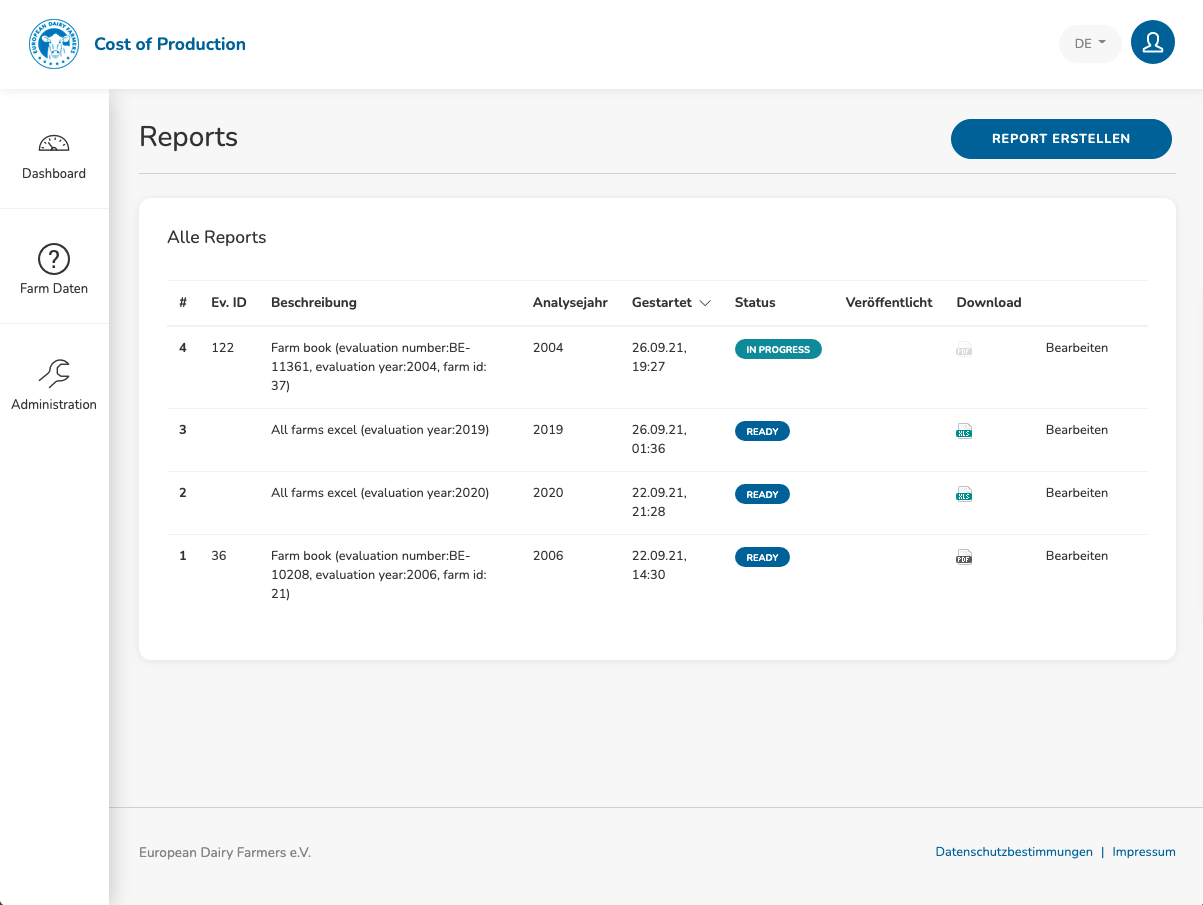 EUROPEAN DAIRY FARMERS
Cost of Production
DE
Dashboard
Farm Daten
Administration
Reports
REPORT ERSTELLEN
Alle Reports
# Ev. ID Beschreibung Analysejahr Gestartet Status Veröffentlicht Download
4 122 Farm book (evaluation number:BE- 2004 26.09.21, IN PROGRESS PDF Bearbeiten
11361, evaluation year:2004, farm id: 19:27
37)
3 All farms excel (evaluation year:2019) 2019 26.09.21, READY XLS Bearbeiten
01:36
2 All farms excel (evaluation year:2020) 2020 22.09.21, READY XLS Bearbeiten
21:28
1 36 Farm book (evaluation number:BE- 2006 22.09.21, READY PDF Bearbeiten
10208, evaluation year:2006, farm id: 14:30
21)
European Dairy Farmers e.V.
Datenschutzbestimmungen | Impressum